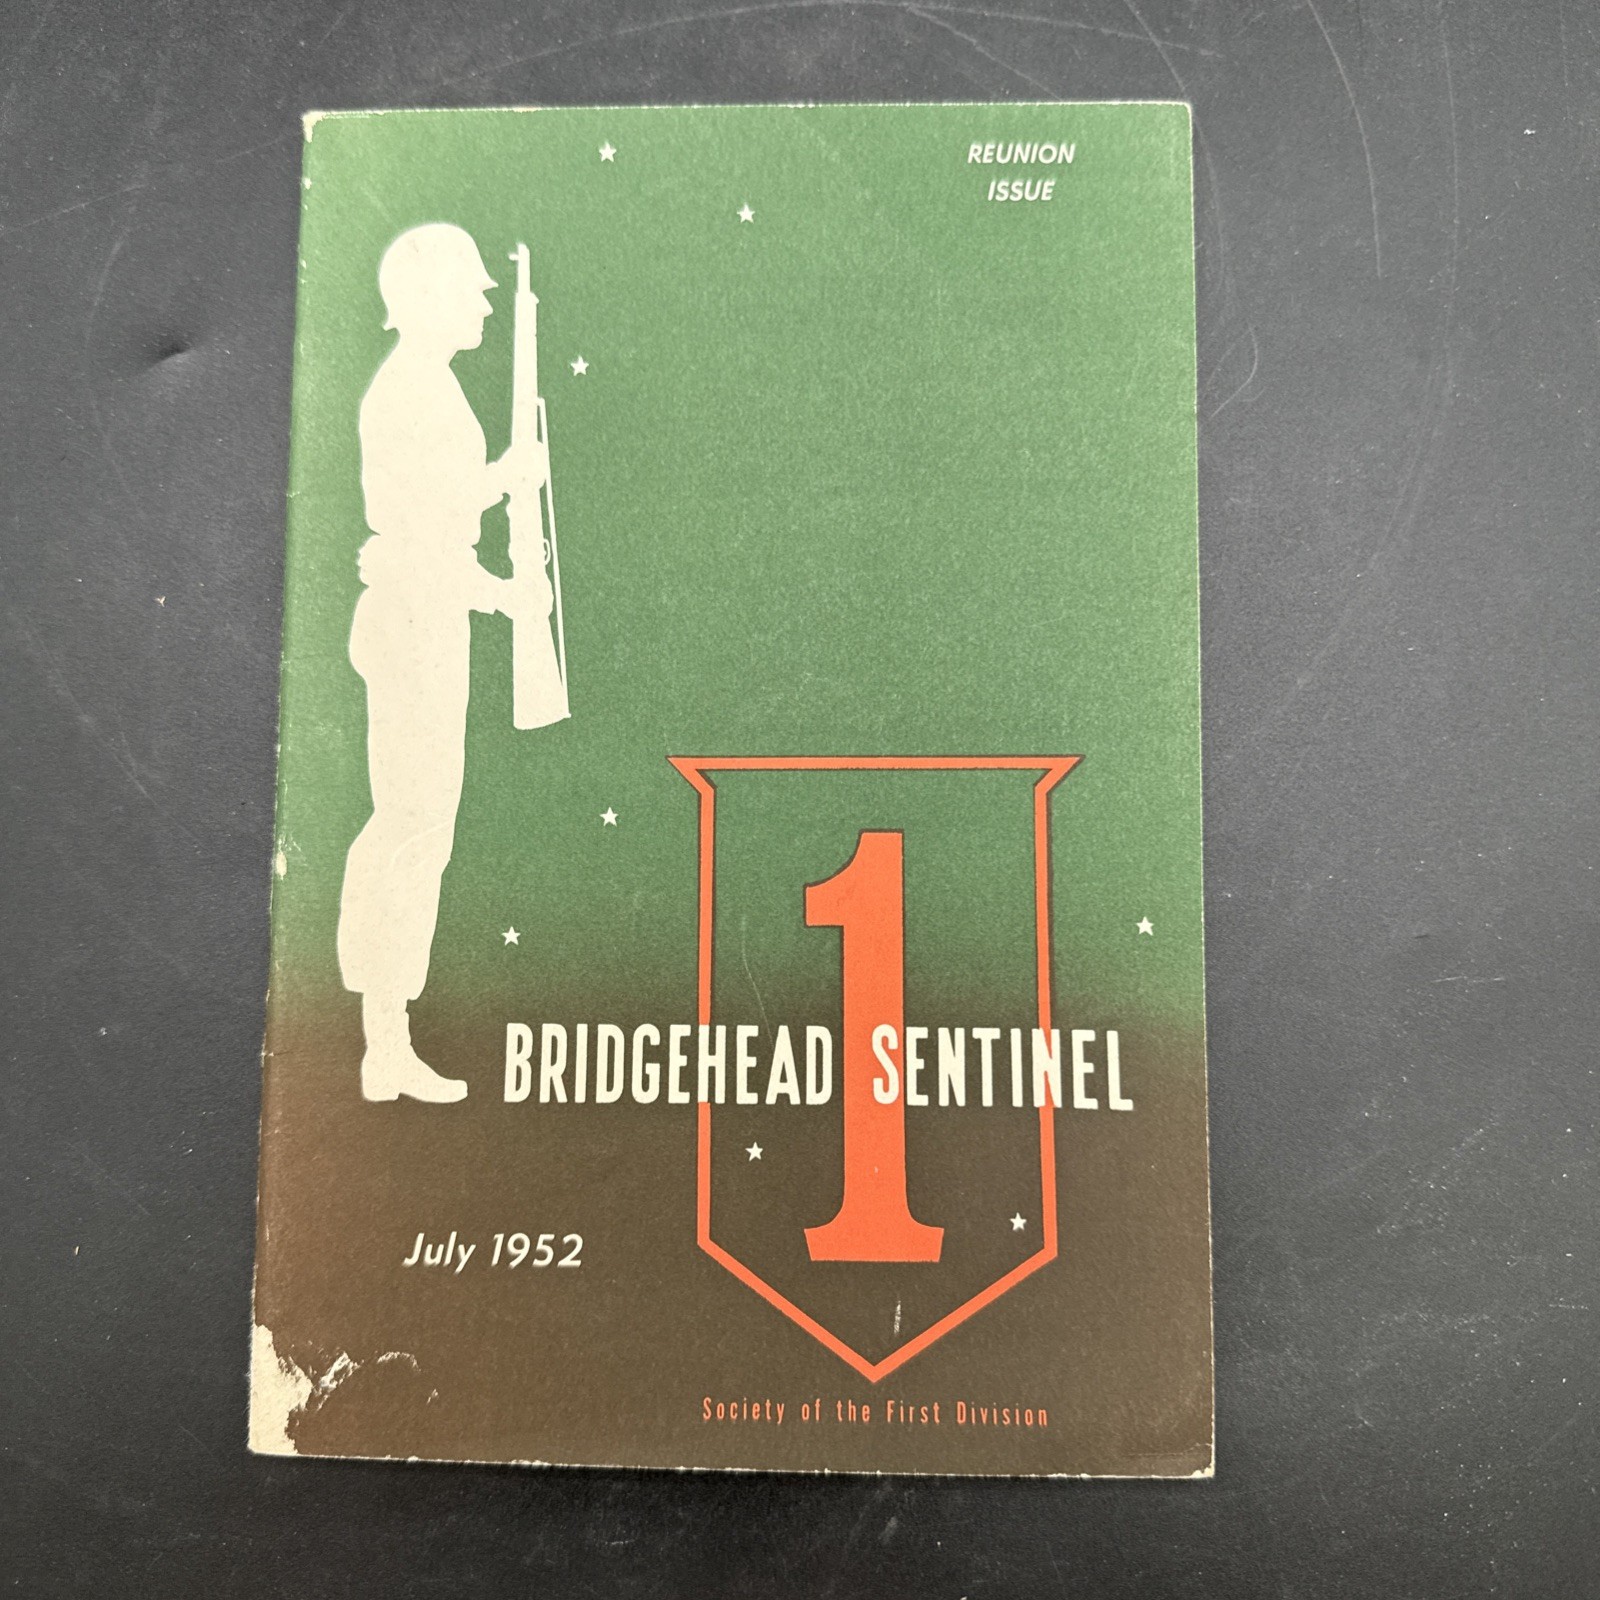 REUNION
ISSUE
1
BRIDGEHEAD SENTINEL
July 1952
Society of the First Division